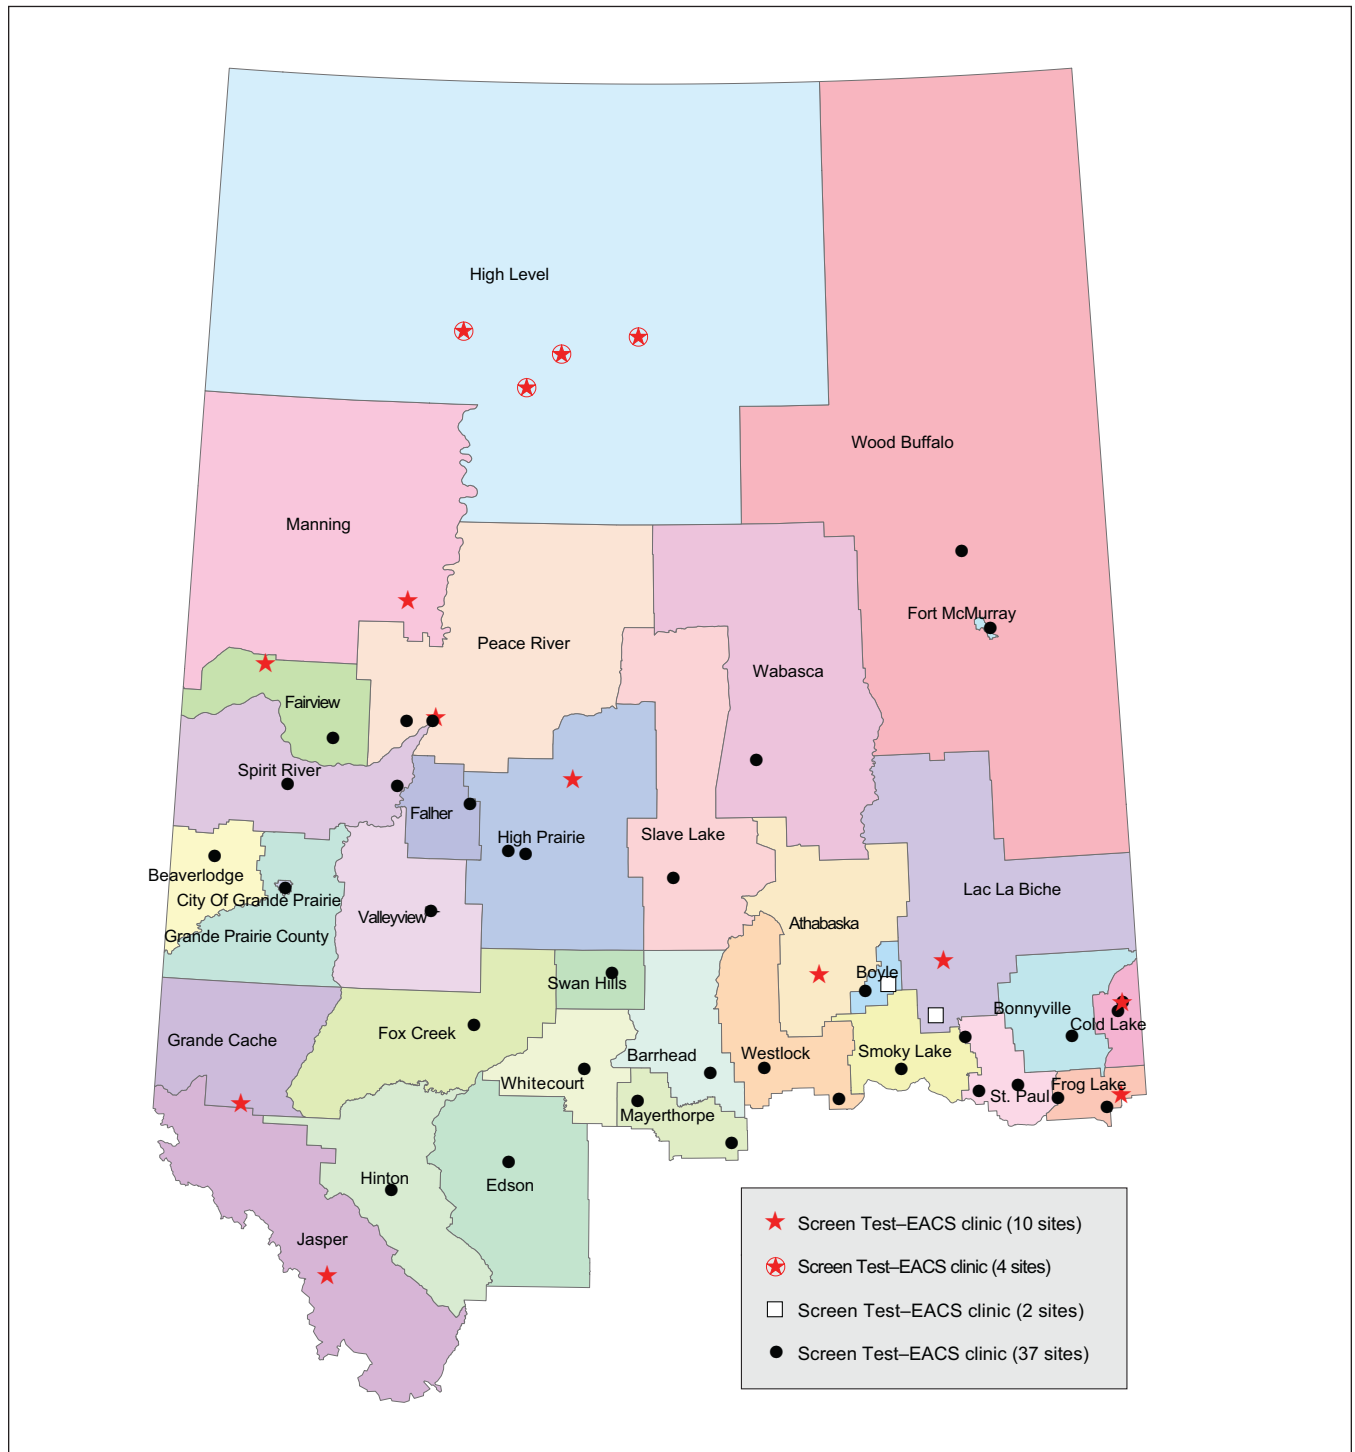 High Level
Wood Buffalo
Manning
Fort McMurray
Peace River
Wabasca
Fairview
Spirit River
Falher
Slave Lake
High Prairie
Beaverlodge
Lac La Biche
City Of Grande Prairie
Valleyview
Athabaska
Grande Prairie County
Boyle
Swan Hills
Bonnyville
Cold Lake
Fox Creek
Grande Cache
Smoky Lake
Westlock
Barrhead
Whitecourt
Frog Lake
St. Paul
Mayerthorpe
Hinton
Edson
Jasper
Screen Test–EACS clinic (10 sites)
Screen Test–EACS clinic (4 sites)
Screen Test–EACS clinic (2 sites)
Screen Test–EACS clinic (37 sites)